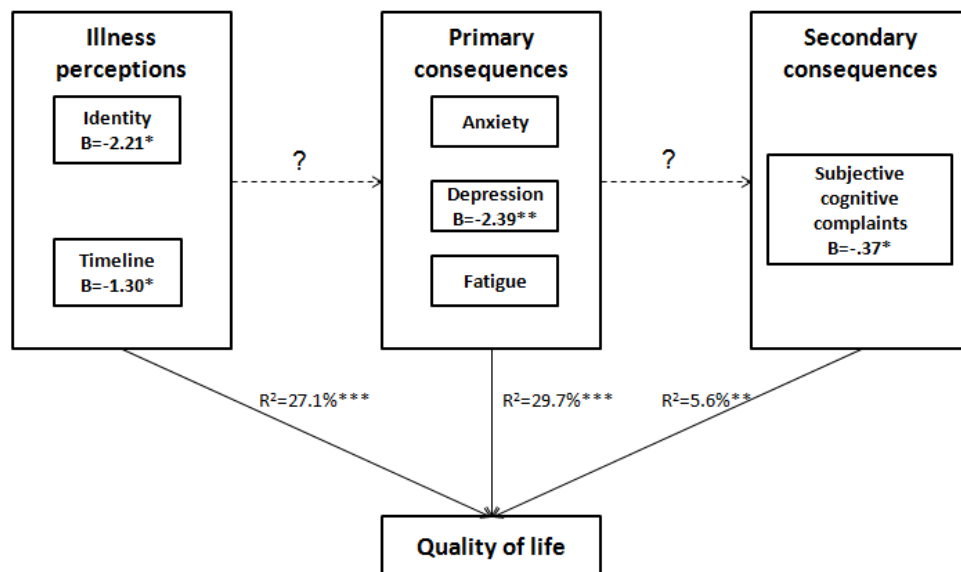 Illness
perceptions
Identity
B=-2.21*
Timeline
B=-1.30*
?
Primary
consequences
Anxiety
Depression
B=-2.39**
Fatigue
?
Secondary
consequences
Subjective
cognitive
complaints
B=-.37*
R²=27.1%***
R²=29.7%***
R²=5.6%**
Quality of life